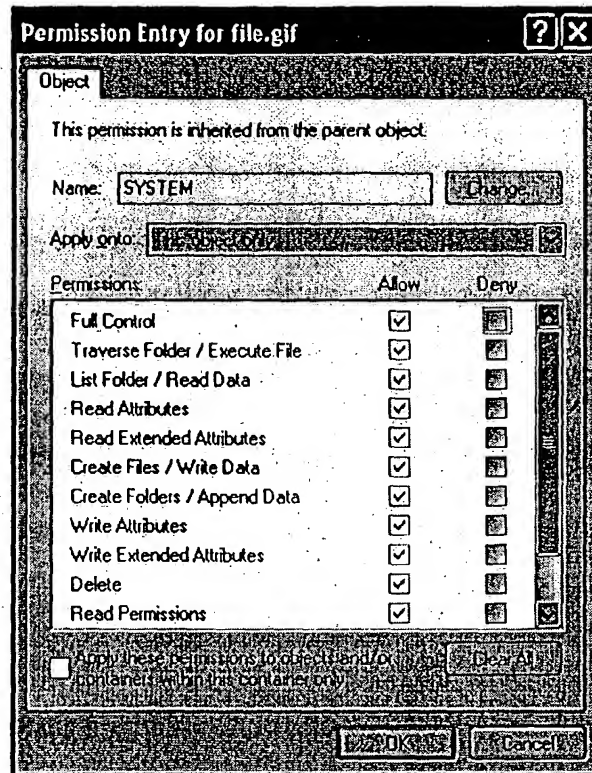 Permission Entry for file.gif
Object
This permission is inherited from the parent object.
Name: SYSTEM Change...
Apply onto: This object only
Permissions: Allow Deny
Full Control
Traverse Folder / Execute File
List Folder / Read Data
Read Attributes
Read Extended Attributes
Create Files / Write Data
Create Folders / Append Data
Write Attributes
Write Extended Attributes
Delete
Read Permissions
Apply these permissions to objects and/or Clear All
containers within this container only
OK Cancel